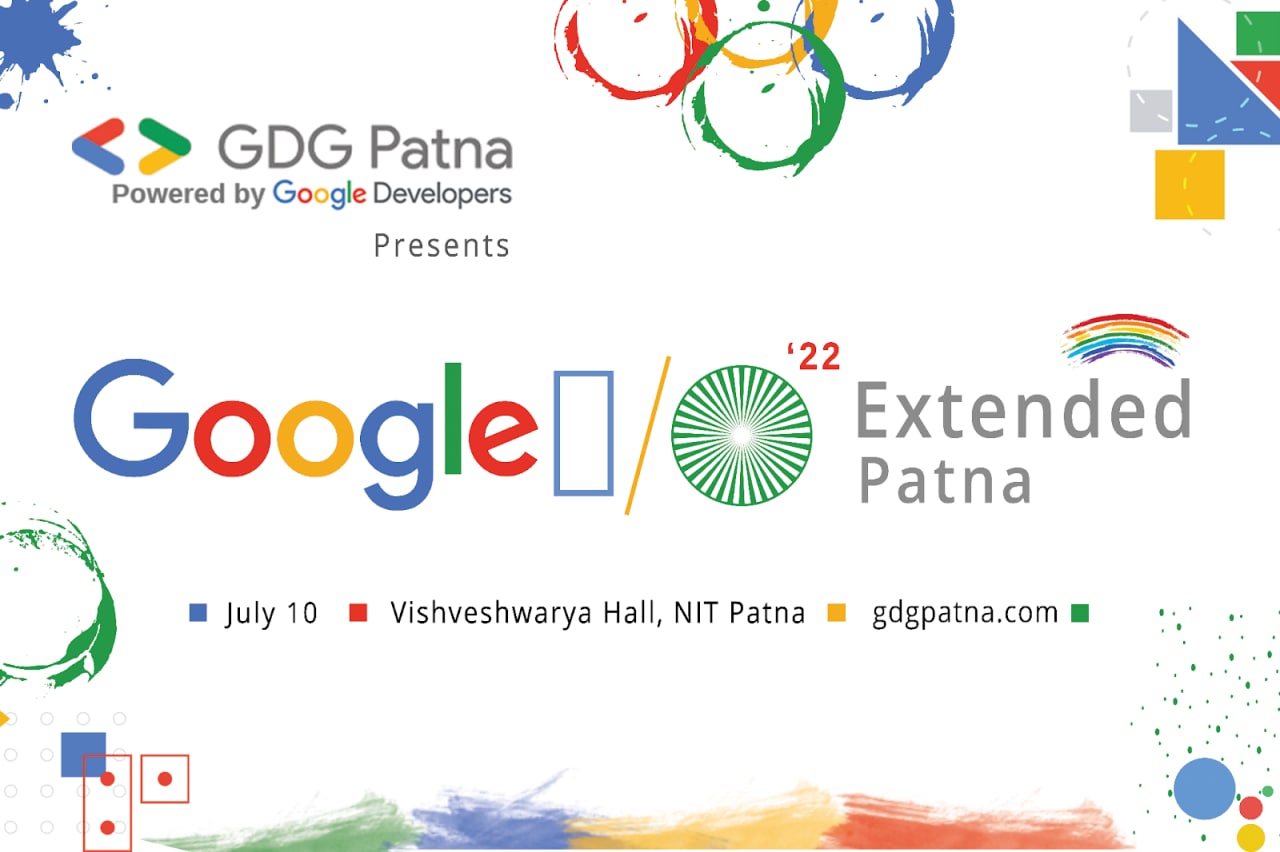 GDG Patna
Powered by Google Developers
Presents
Google I/O '22 Extended
Patna
July 10 Vishveshwarya Hall, NIT Patna gdgpatna.com